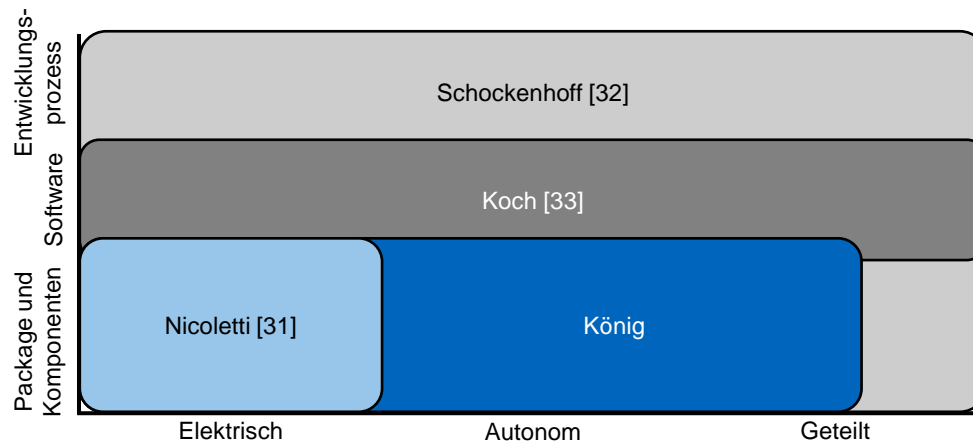 Entwicklungs-
prozess
Schockenhoff [32]
Software
Koch [33]
Package und
Komponenten
Nicoletti [31]
König
Elektrisch
Autonom
Geteilt